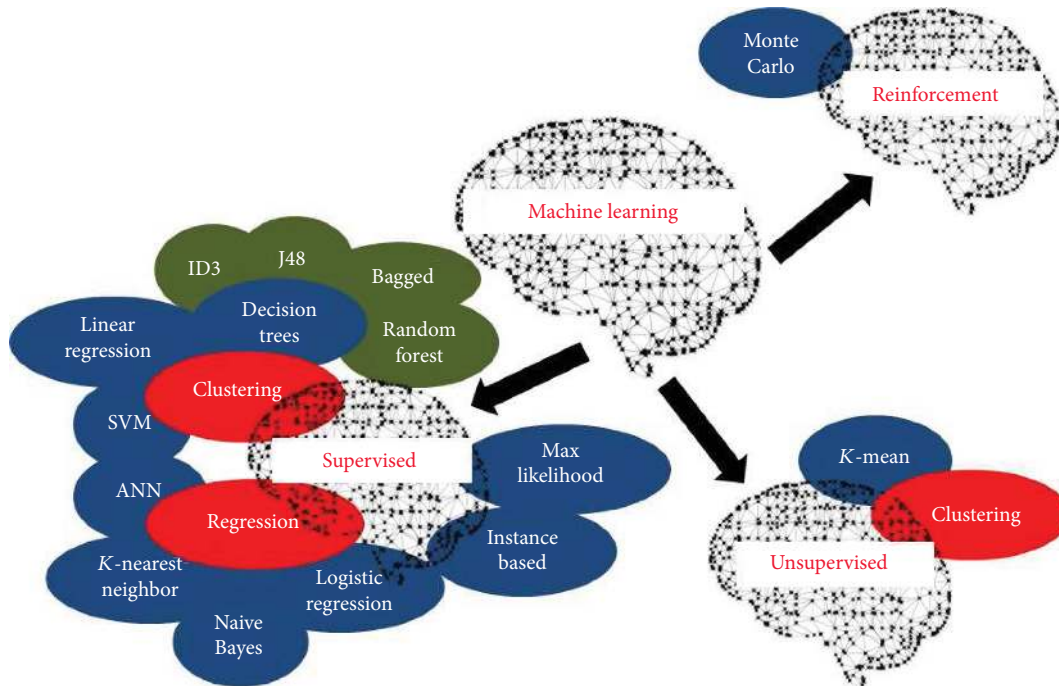 Monte
Carlo
Reinforcement
Machine learning
ID3
J48
Bagged
Decision
trees
Random
forest
Linear
regression
Clustering
SVM
Supervised
Max
likelihood
ANN
Regression
Instance
based
K-nearest-
neighbor
Logistic
regression
Naive
Bayes
K-mean
Clustering
Unsupervised